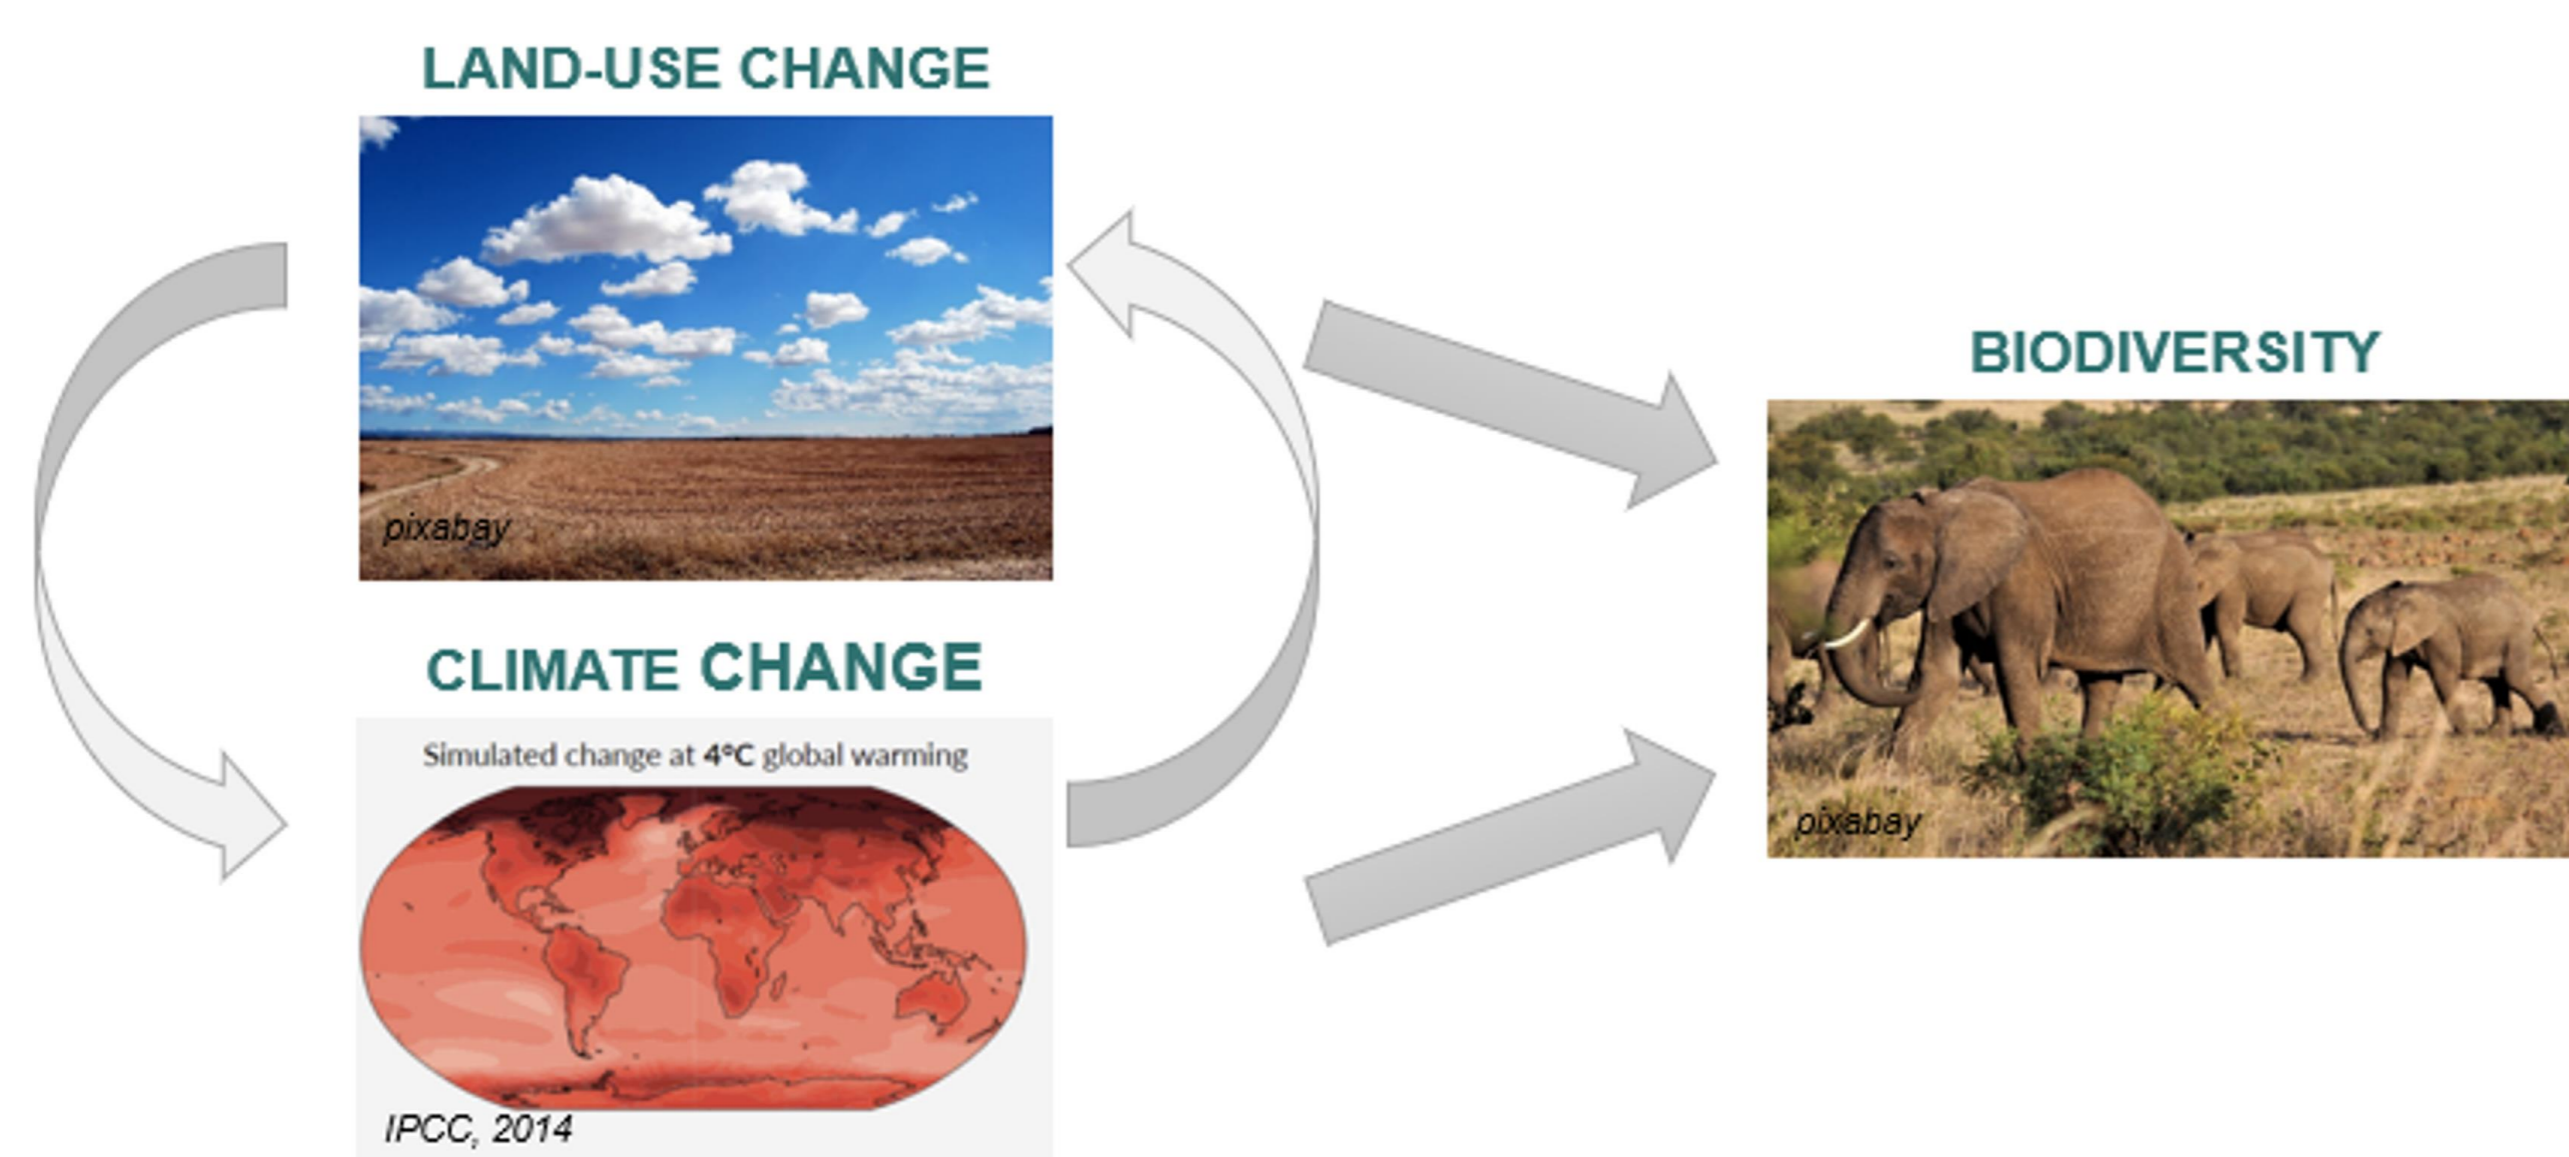 LAND-USE CHANGE
pixabay
CLIMATE CHANGE
Simulated change at 4°C global warming
IPCC, 2014
BIODIVERSITY
pixabay